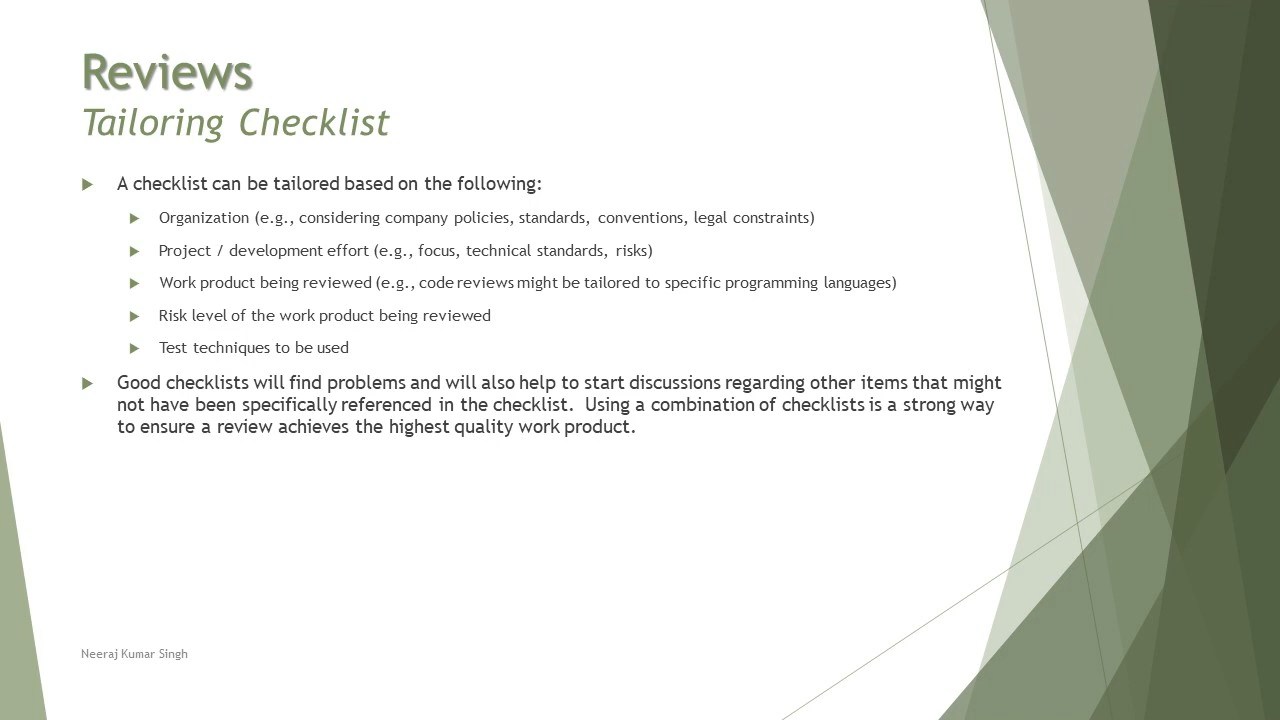 Reviews
Tailoring Checklist
A checklist can be tailored based on the following:
Organization (e.g., considering company policies, standards, conventions, legal constraints)
Project / development effort (e.g., focus, technical standards, risks)
Work product being reviewed (e.g., code reviews might be tailored to specific programming languages)
Risk level of the work product being reviewed
Test techniques to be used
Good checklists will find problems and will also help to start discussions regarding other items that might
not have been specifically referenced in the checklist. Using a combination of checklists is a strong way
to ensure a review achieves the highest quality work product.
Neeraj Kumar Singh